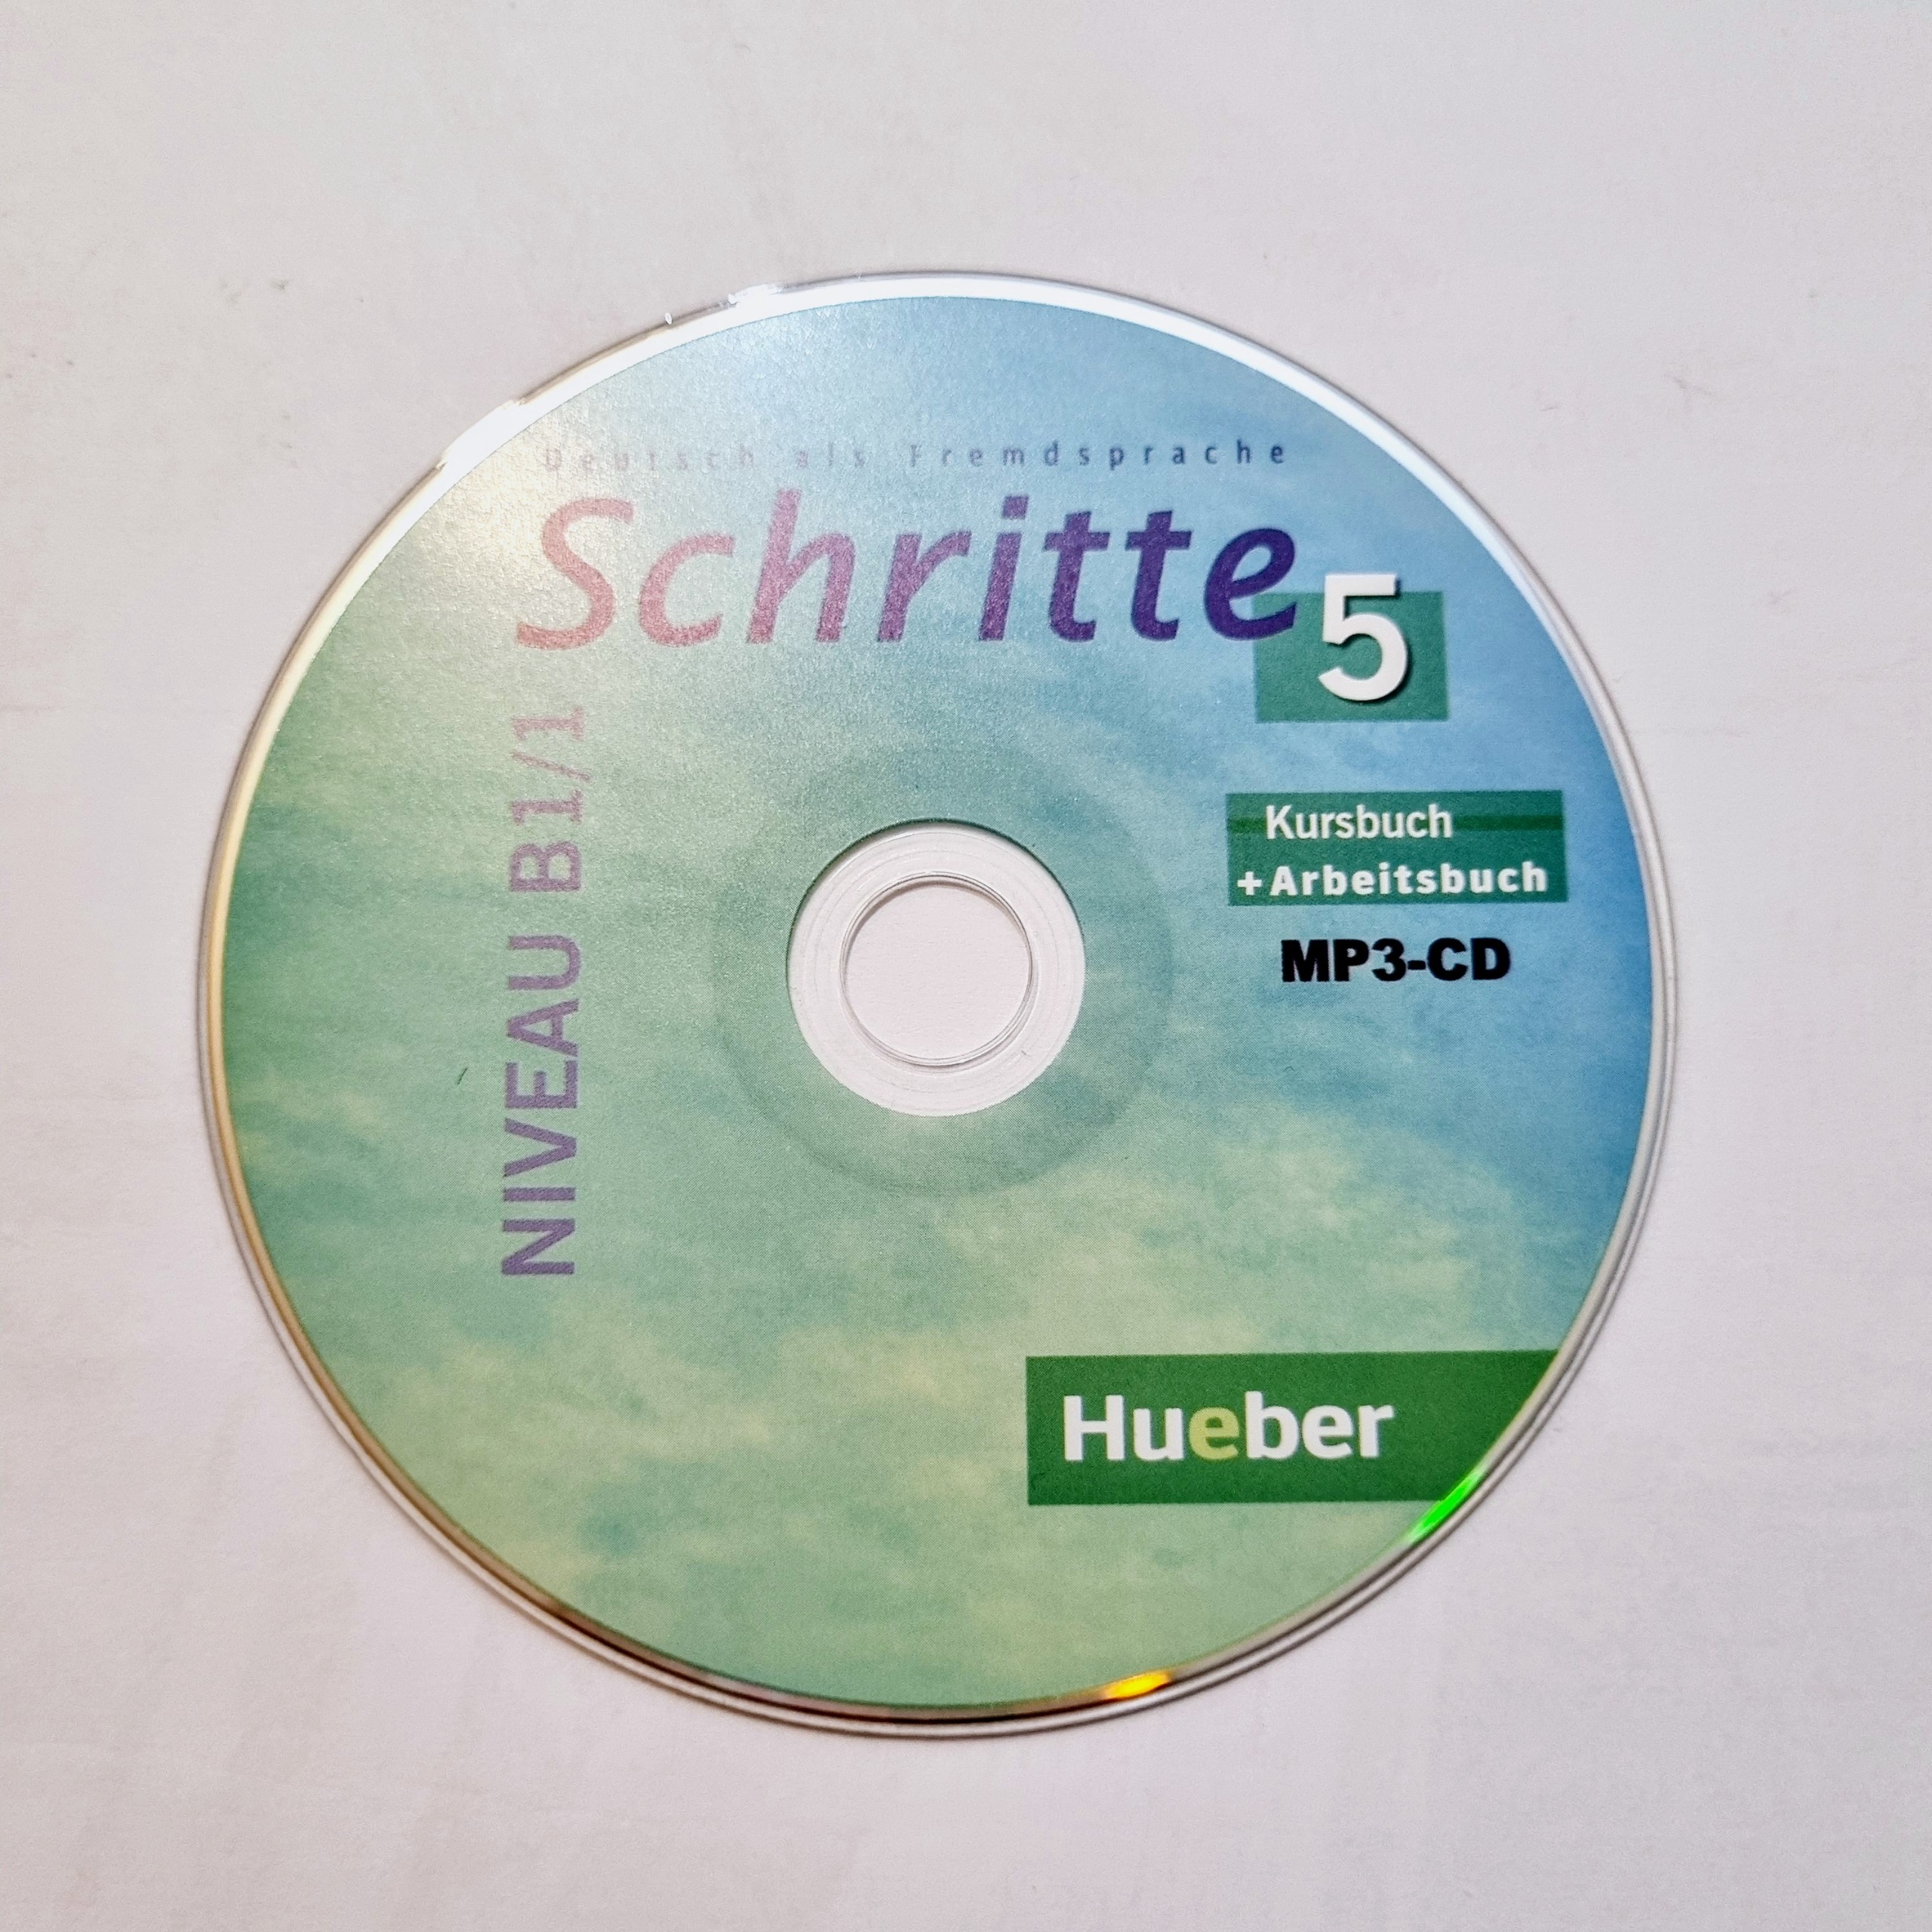 Deutsch als Fremdsprache
Schritte 5
NIVEAU B1/1
Kursbuch
+Arbeitsbuch
MP3-CD
Hueber